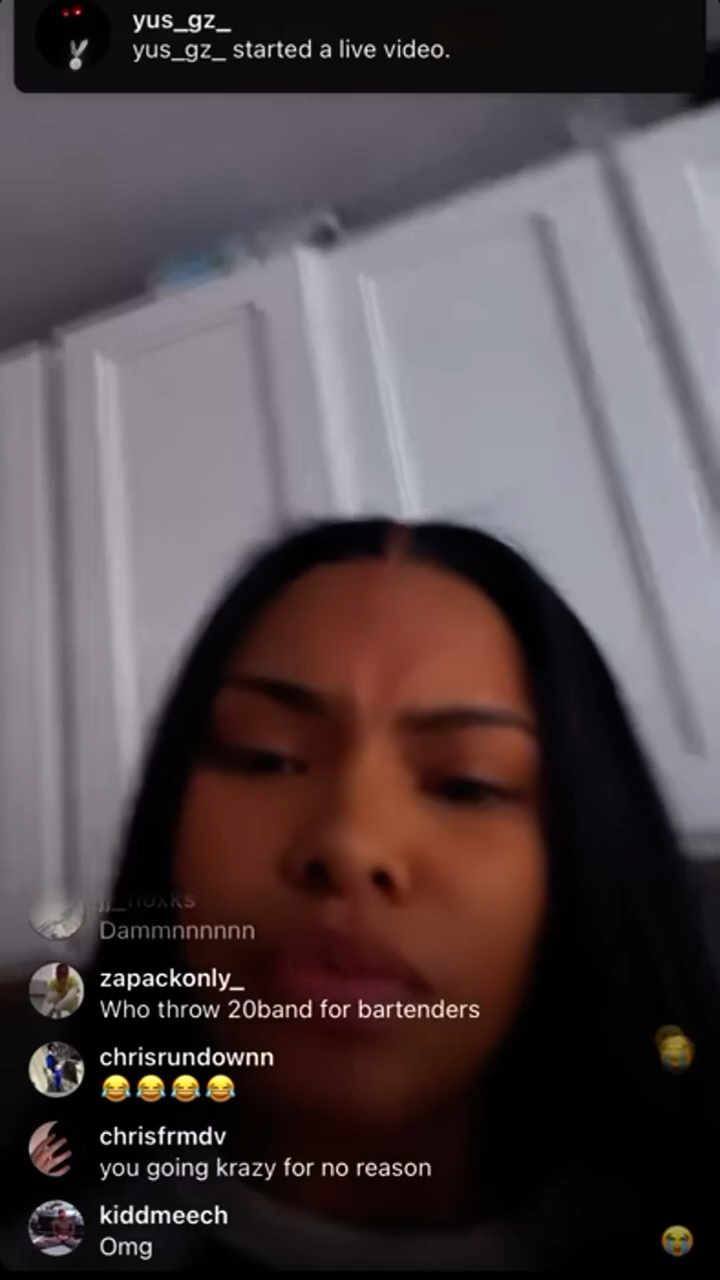 yus_gz_
yus_gz_ started a live video.
Dammnnnnnn
zapackonly_
Who throw 20band for bartenders
chrisrundownn
😂😂😂😂
chrisfrmdv
you going krazy for no reason
kiddmeech
Omg